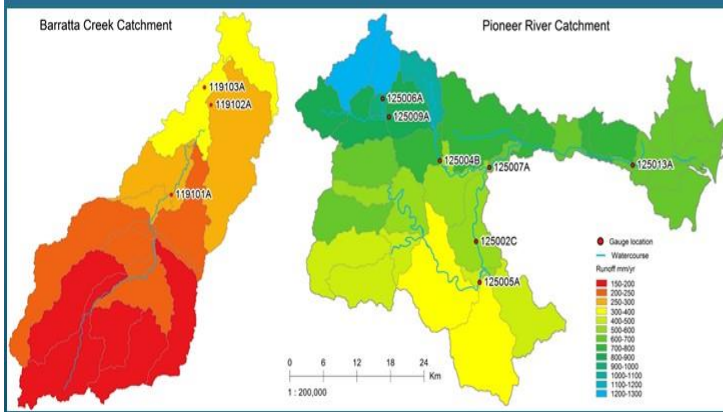 Barratta Creek Catchment
Pioneer River Catchment
119103A
119102A
119101A
125006A
125009A
125004B
125007A
125013A
125002C
125005A
Gauge location
Watercourse
Runoff mm/yr
150-200
200-250
250-300
300-400
400-500
500-600
600-700
700-800
800-900
900-1000
1000-1100
1100-1200
1200-1300
0 6 12 18 24
Km
1 : 200,000